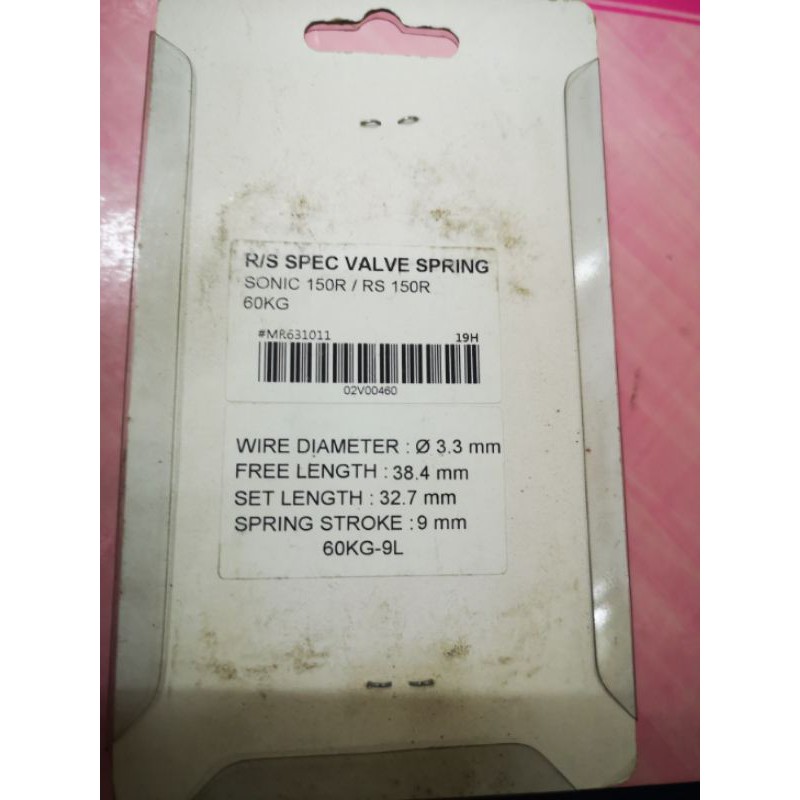 R/S SPEC VALVE SPRING
SONIC 150R / RS 150R
60KG
#MR631011 19H
02V00460
WIRE DIAMETER : Ø 3.3 mm
FREE LENGTH : 38.4 mm
SET LENGTH : 32.7 mm
SPRING STROKE : 9 mm
60KG-9L